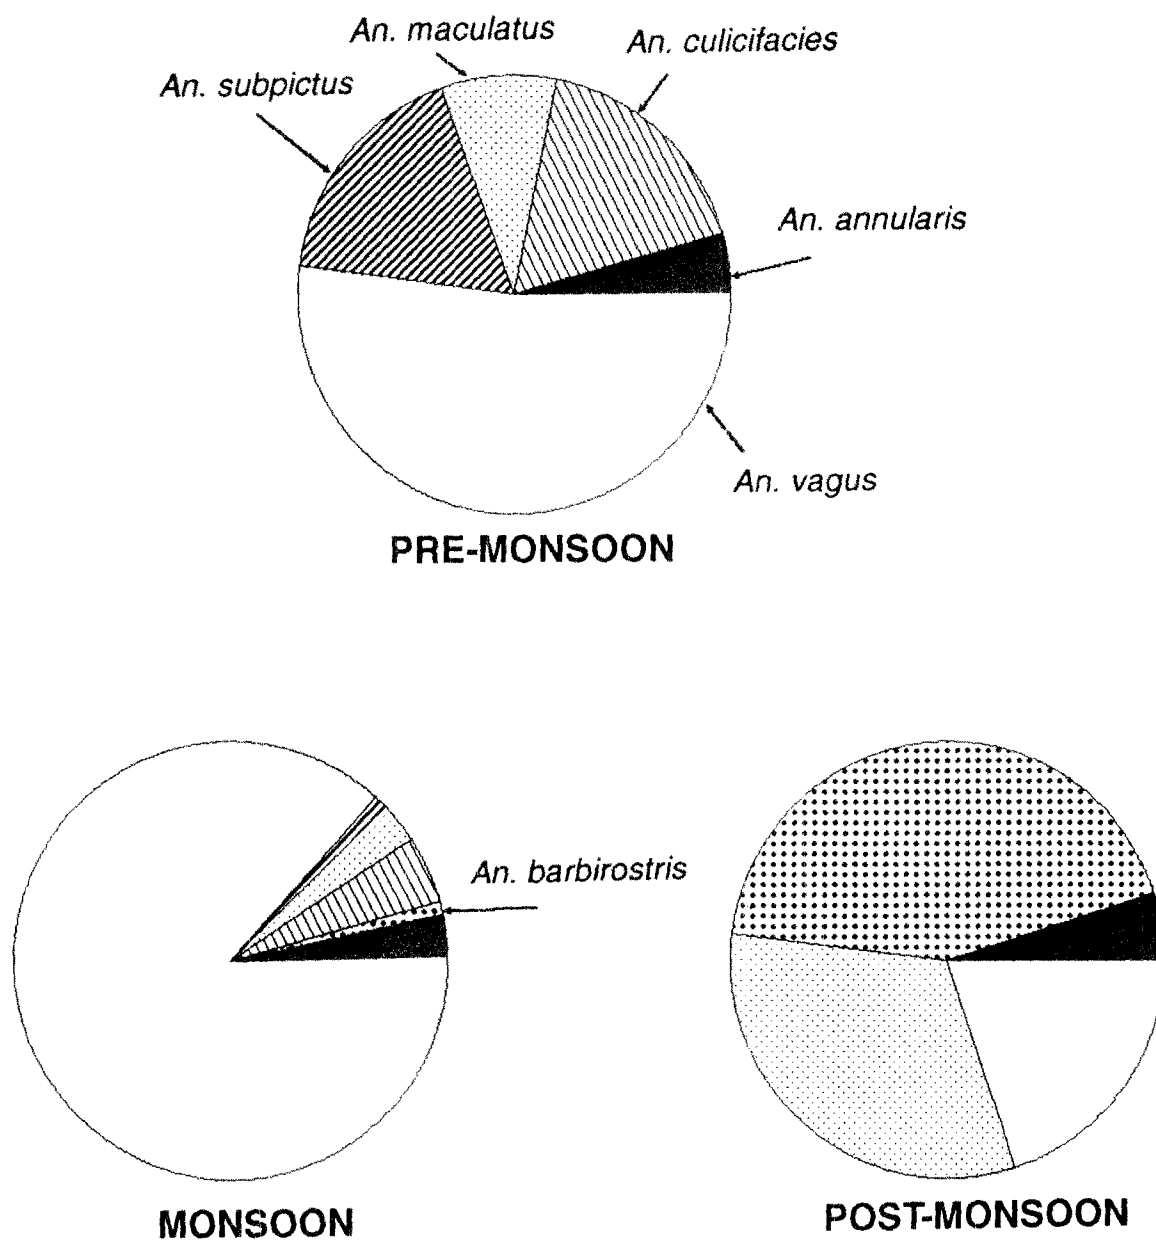 An. maculatus
An. culicifacies
An. subpictus
An. annularis
An. vagus
PRE-MONSOON
An. barbirostris
MONSOON
POST-MONSOON